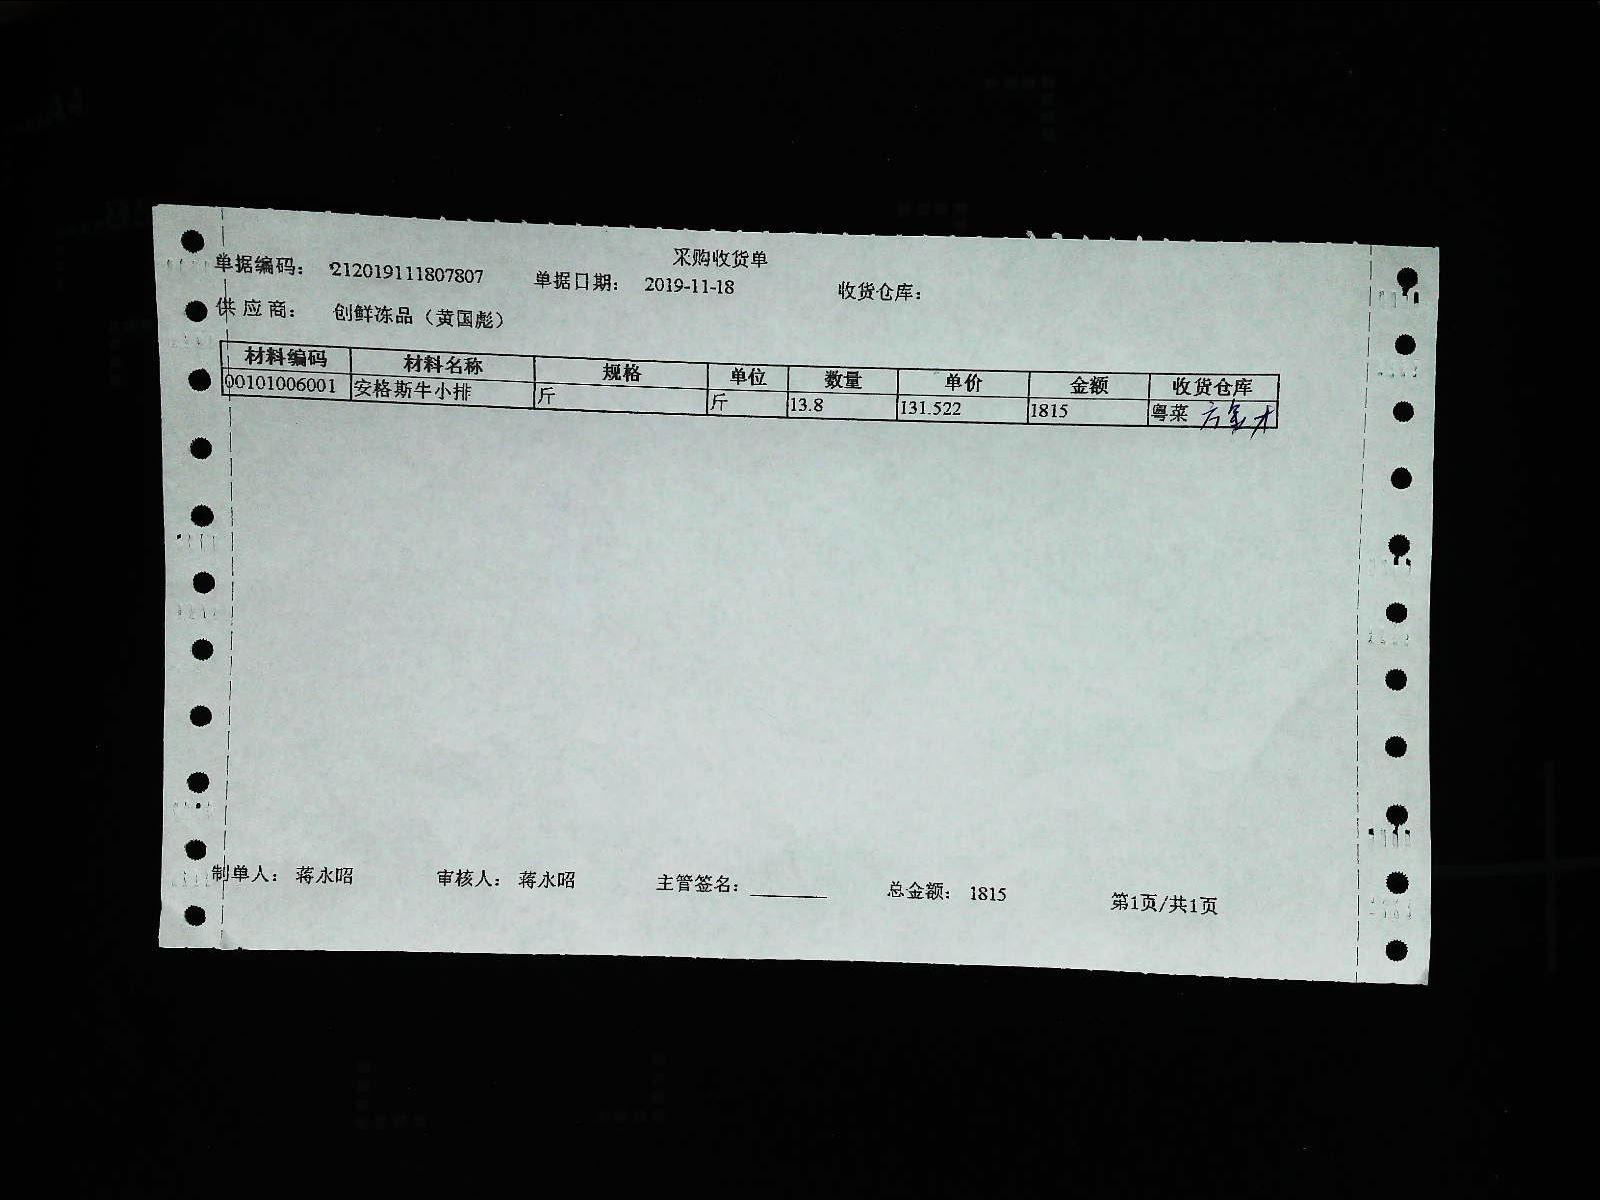 采购收货单
单据编码： 212019111807807 单据日期： 2019-11-18 收货仓库：
供应商： 创鲜冻品（黄国彪）
材料编码 材料名称 规格 单位 数量 单价 金额 收货仓库
00101006001 安格斯牛小排 斤 斤 13.8 131.522 1815 粤菜
制单人： 蒋永昭 审核人： 蒋永昭 主管签名： 总金额： 1815 第1页/共1页